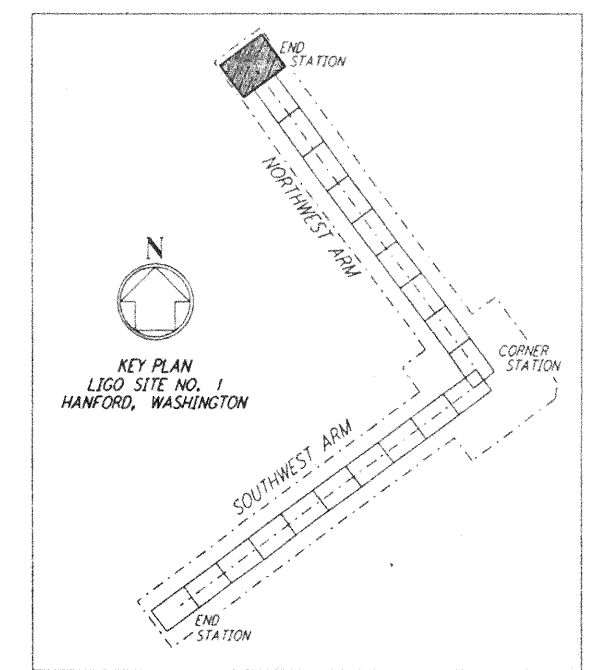 END
STATION
NORTHWEST ARM
N
KEY PLAN
LIGO SITE NO. 1
HANFORD, WASHINGTON
CORNER
STATION
SOUTHWEST ARM
END
STATION